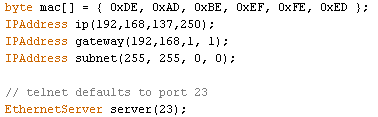 byte mac[] = { 0xDE, 0xAD, 0xBE, 0xEF, 0xFE, 0xED };
IPAddress ip(192,168,137,250);
IPAddress gateway(192,168,1, 1);
IPAddress subnet(255, 255, 0, 0);
// telnet defaults to port 23
EthernetServer server(23);